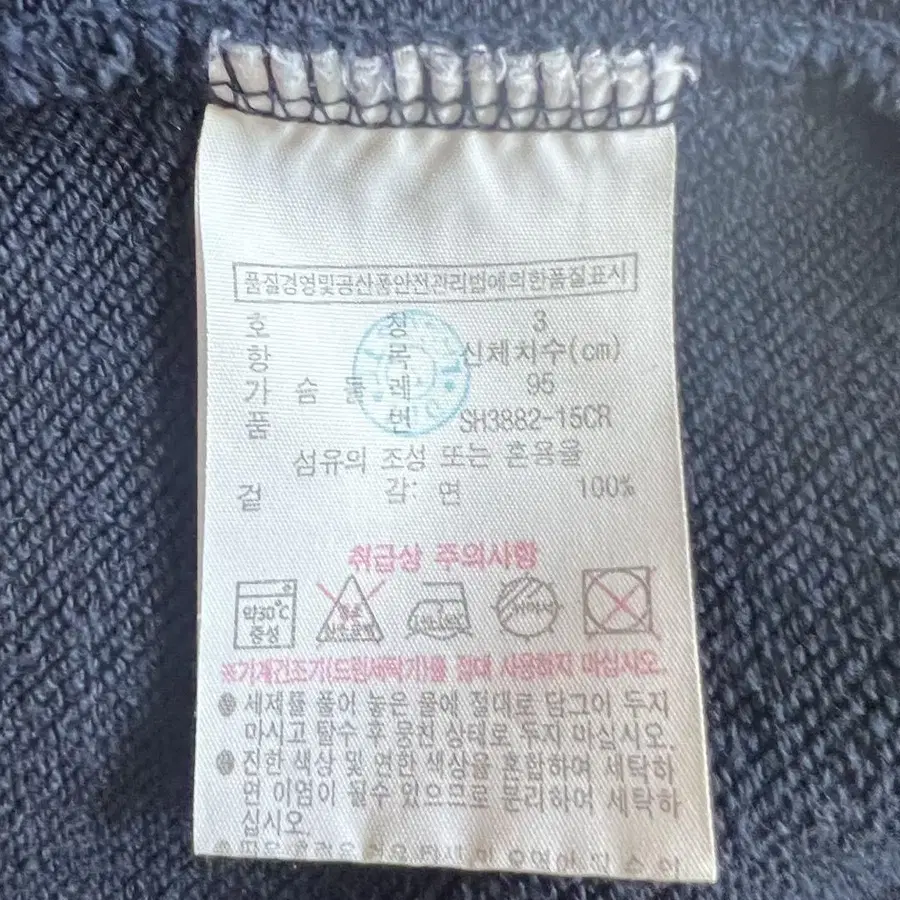 품질경영및공산품안전관리법에의한품질표시
호 칭 3
항 목 신체치수(cm)
가 슴 둘 레 95
품 번 SH3882-15CR
섬유의 조성 또는 혼용율
겉 감: 연 100%
취급상 주의사항
약30℃ 중성
※기계건조기(드럼세탁기)를 절대 사용하지 마십시오.
세제를 풀어 놓은 물에 절대로 담그어 두지
마시고 탈수 후 뭉친 상태로 두지 마십시오.
진한 색상 및 연한 색상을 혼합하여 세탁하
면 이염이 될수 있으므로 분리하여 세탁하
십시오.